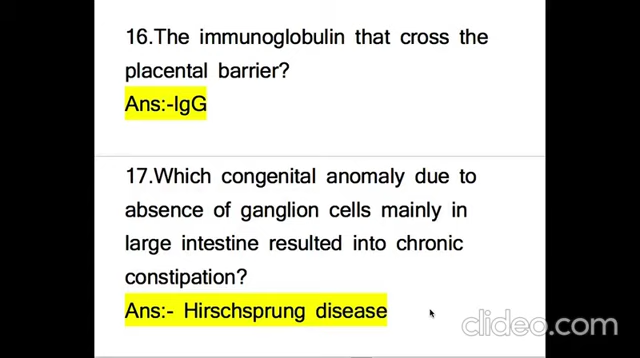 16.The immunoglobulin that cross the
placental barrier?
Ans:-IgG
17.Which congenital anomaly due to
absence of ganglion cells mainly in
large intestine resulted into chronic
constipation?
Ans:- Hirschsprung disease
clideo.com